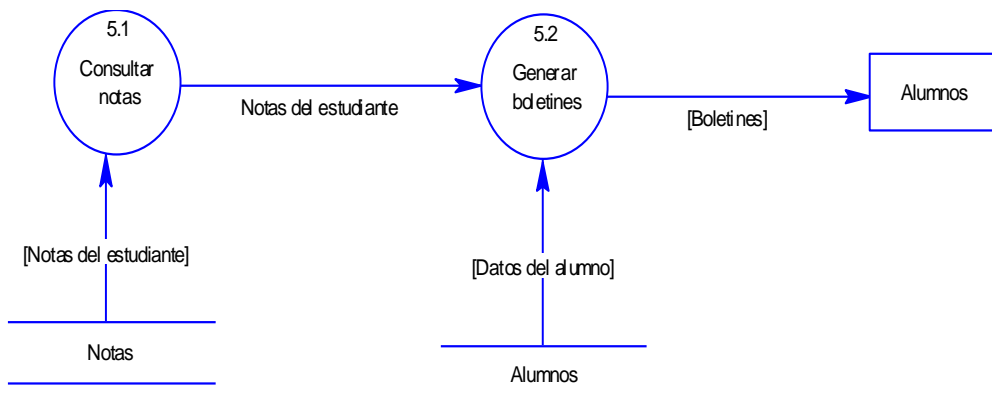 5.1
Consultar
notas
Notas del estudiante
5.2
Generar
boletines
[Boletines]
Alumnos
[Notas del estudiante]
[Datos del alumno]
Notas
Alumnos